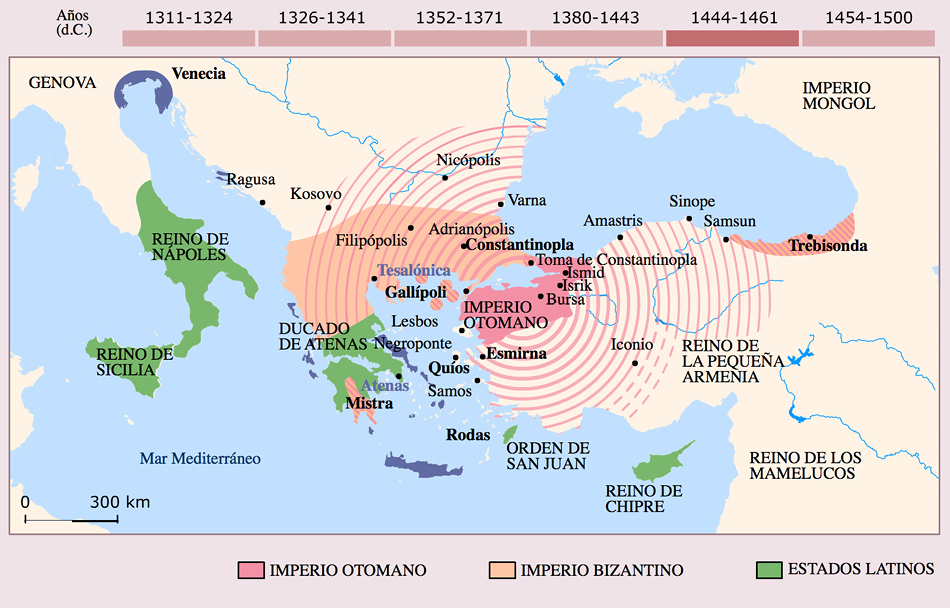 Años
(d.C.)
1311-1324
1326-1341
1352-1371
1380-1443
1444-1461
1454-1500
GENOVA
Venecia
IMPERIO
MONGOL
Nicópolis
Ragusa
Kosovo
Varna
Sinope
Amastris
Samsun
Filipópolis
Adrianópolis
Constantinopla
Trebisonda
REINO DE
NÁPOLES
Toma de Constantinopla
Tesalónica
Ismid
Isrik
Gallípoli
Bursa
IMPERIO
OTOMANO
Lesbos
DUCADO
DE ATENAS
Negroponte
Esmirna
Iconio
REINO DE
LA PEQUEÑA
ARMENIA
REINO DE
SICILIA
Quíos
Atenas
Samos
Mistra
Rodas
ORDEN DE
SAN JUAN
Mar Mediterráneo
REINO DE LOS
MAMELUCOS
REINO DE
CHIPRE
0
300 km
IMPERIO OTOMANO
IMPERIO BIZANTINO
ESTADOS LATINOS